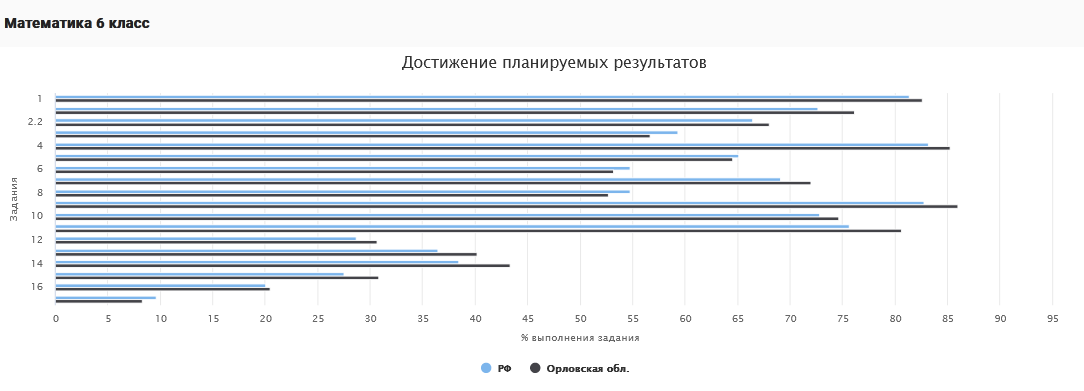 Математика 6 класс
Достижение планируемых результатов
1
2.2
4
6
8
10
12
14
16
Задания
0 5 10 15 20 25 30 35 40 45 50 55 60 65 70 75 80 85 90 95
% выполнения задания
РФ Орловская обл.